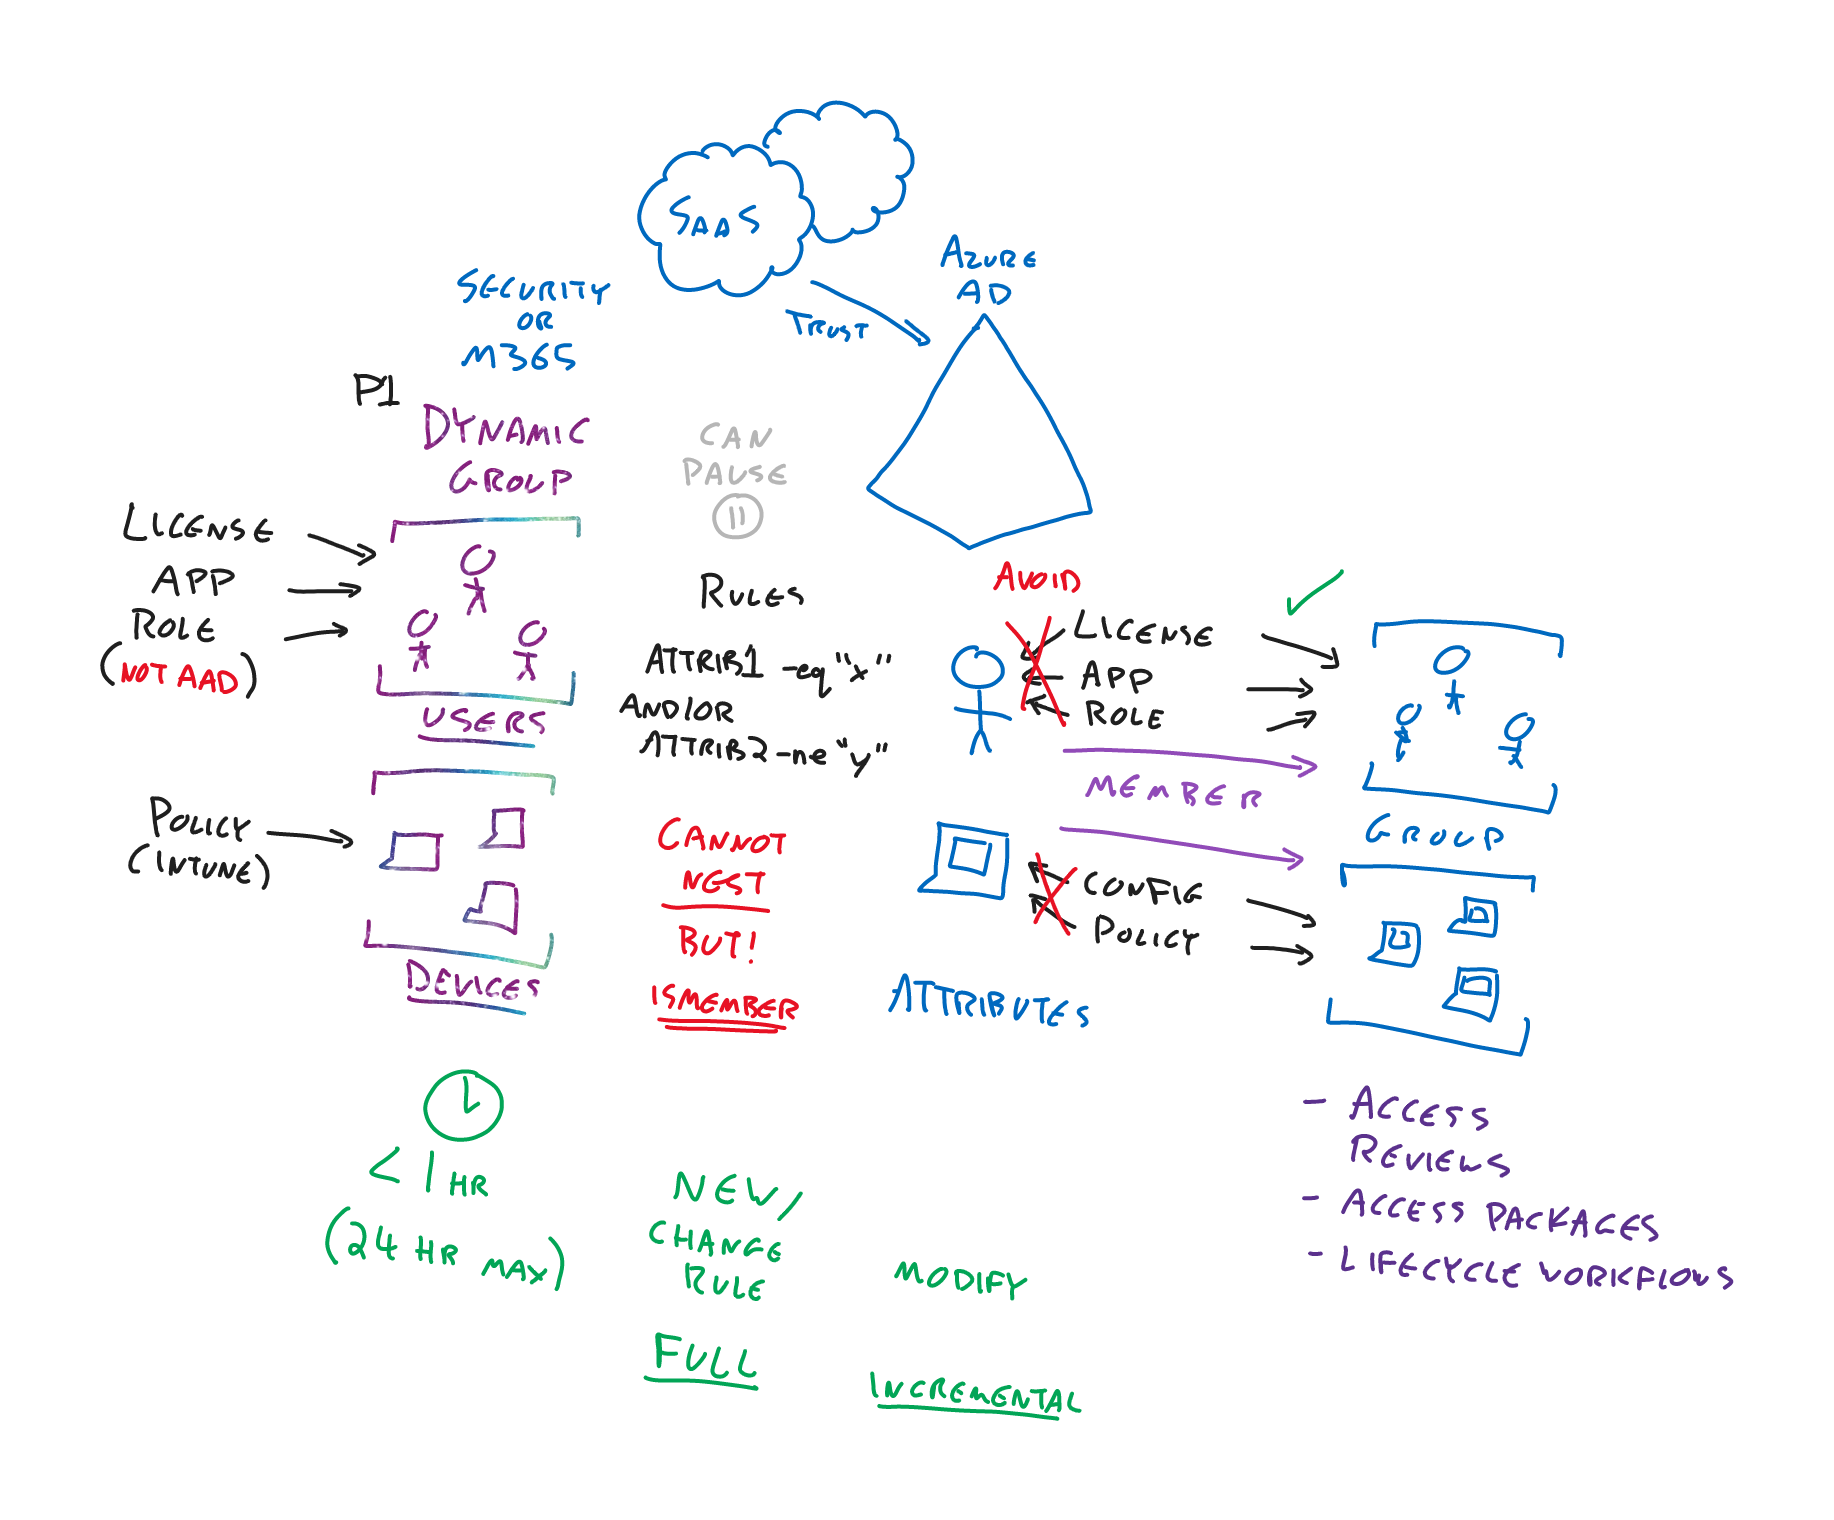 SAAS
AZURE
AD
TRUST
SECURITY
OR
M365
P1
DYNAMIC
GROUP
CAN
PAUSE
LICENSE
APP
ROLE
(NOT AAD)
USERS
POLICY
(INTUNE)
DEVICES
RULES
ATTRIB1 -eq "x"
AND/OR
ATTRIB2 -ne "y"
CANNOT
NEST
BUT!
ISMEMBER
AVOID
LICENSE
APP
ROLE
MEMBER
GROUP
CONFIG
POLICY
ATTRIBUTES
< 1 HR
(24 HR MAX)
NEW/
CHANGE
RULE
FULL
MODIFY
INCREMENTAL
- ACCESS
REVIEWS
- ACCESS PACKAGES
- LIFECYCLE WORKFLOWS